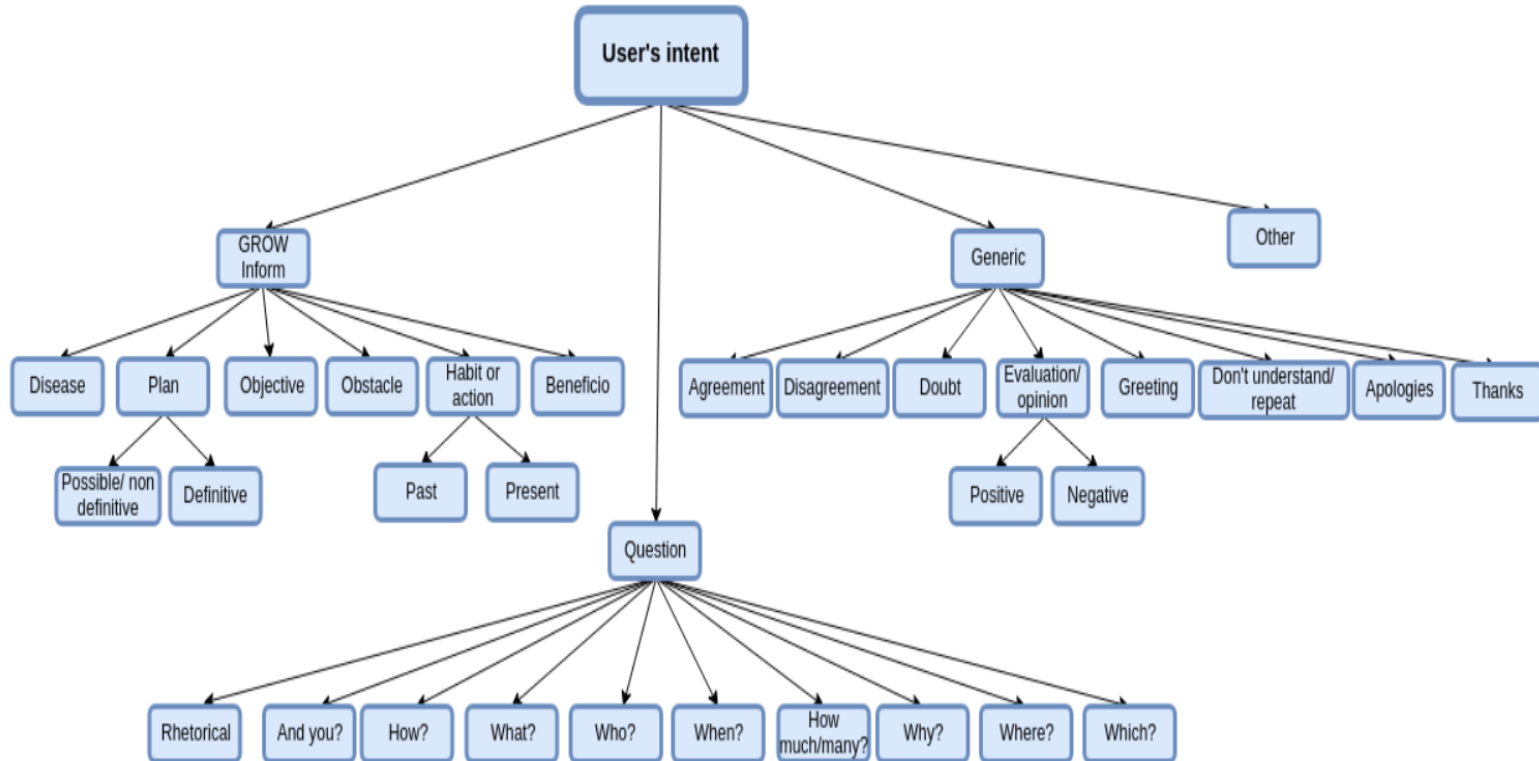 User's intent
Other
GROW
Inform
Generic
Disease
Plan
Objective
Obstacle
Habit or
action
Beneficio
Agreement
Disagreement
Doubt
Evaluation/
opinion
Greeting
Don't understand/
repeat
Apologies
Thanks
Possible/ non
definitive
Definitive
Past
Present
Positive
Negative
Question
Rhetorical
And you?
How?
What?
Who?
When?
How
much/many?
Why?
Where?
Which?